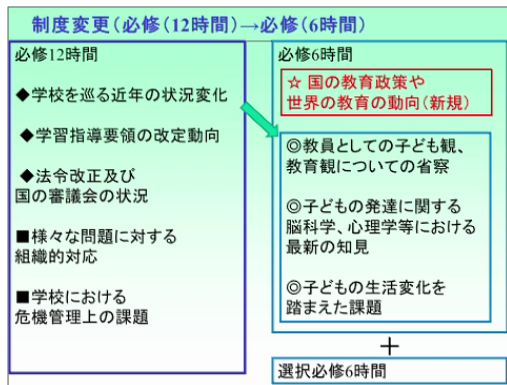 制度変更（必修（12時間）→必修（6時間）
必修12時間
◆学校を巡る近年の状況変化
◆学習指導要領の改定動向
◆法令改正及び
国の審議会の状況
■様々な問題に対する
組織的対応
■学校における
危機管理上の課題
必修6時間
☆ 国の教育政策や
世界の教育の動向（新規）
◎教員としての子ども観、
教育観についての省察
◎子どもの発達に関する
脳科学、心理学等における
最新の知見
◎子どもの生活変化を
踏まえた課題
＋
選択必修6時間